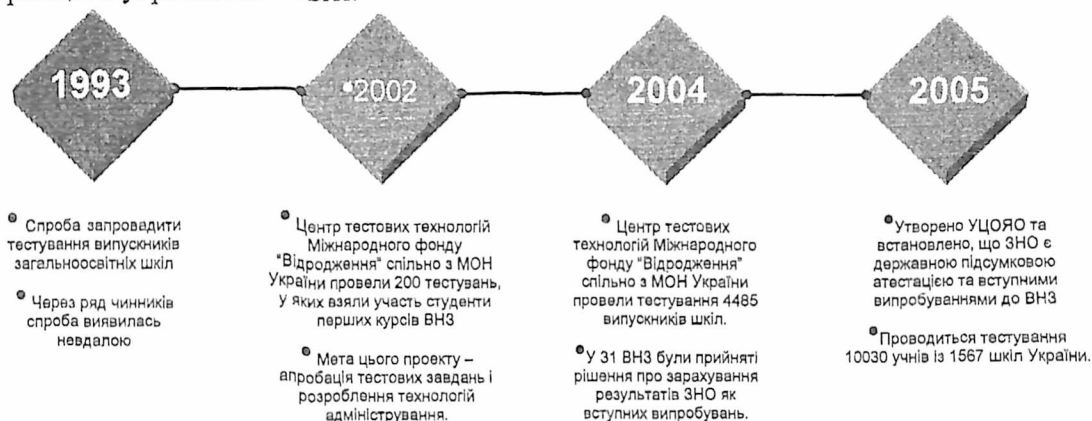 1993
• Спроба запровадити
тестування випускників
загальноосвітніх шкіл
• Через ряд чинників
спроба виявилась
невдалою
•2002
• Центр тестових технологій
Міжнародного фонду
"Відродження" спільно з МОН
України провели 200 тестувань,
у яких взяли участь студенти
перших курсів ВНЗ
• Мета цього проекту –
апробація тестових завдань і
розроблення технологій
адміністрування.
2004
• Центр тестових
технологій Міжнародного
фонду "Відродження"
спільно з МОН України
провели тестування 4485
випускників шкіл.
•У 31 ВНЗ були прийняті
рішення про зарахування
результатів ЗНО як
вступних випробувань.
2005
•Утворено УЦОЯО та
встановлено, що ЗНО є
державною підсумковою
атестацією та вступними
випробуваннями до ВНЗ
•Проводиться тестування
10030 учнів із 1567 шкіл України.